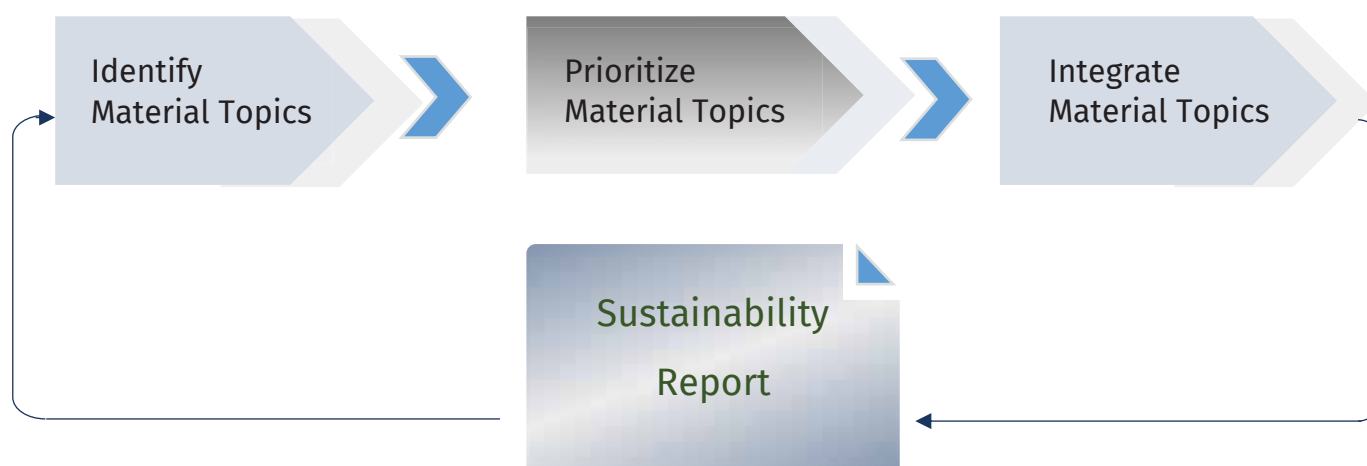 Identify
Material Topics
Prioritize
Material Topics
Integrate
Material Topics
Sustainability
Report